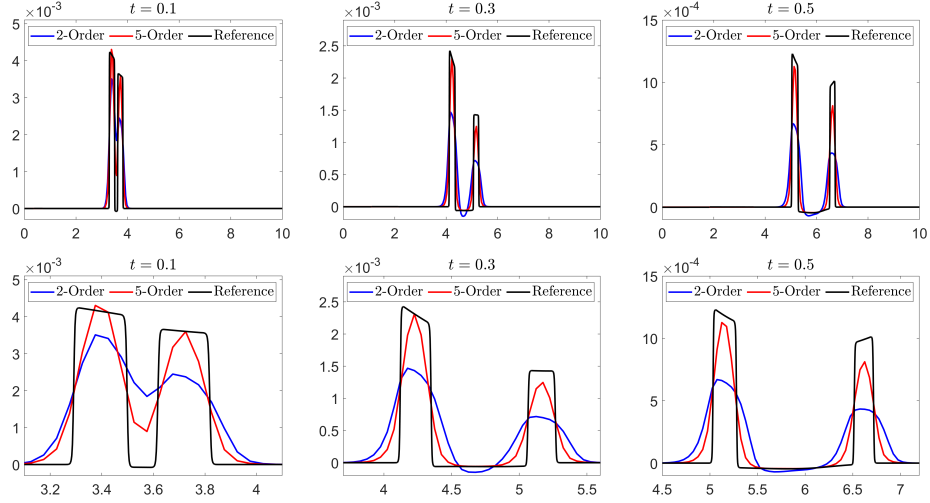 t = 0.1
×10⁻³
2-Order 5-Order Reference
5
4
3
2
1
0
0 2 4 6 8 10
t = 0.3
×10⁻³
2-Order 5-Order Reference
2.5
2
1.5
1
0.5
0
0 2 4 6 8 10
t = 0.5
×10⁻⁴
2-Order 5-Order Reference
15
10
5
0
0 2 4 6 8 10
t = 0.1
×10⁻³
2-Order 5-Order Reference
5
4
3
2
1
0
3.2 3.4 3.6 3.8 4
t = 0.3
×10⁻³
2-Order 5-Order Reference
2.5
2
1.5
1
0.5
0
4 4.5 5 5.5
t = 0.5
×10⁻⁴
2-Order 5-Order Reference
15
10
5
0
4.5 5 5.5 6 6.5 7